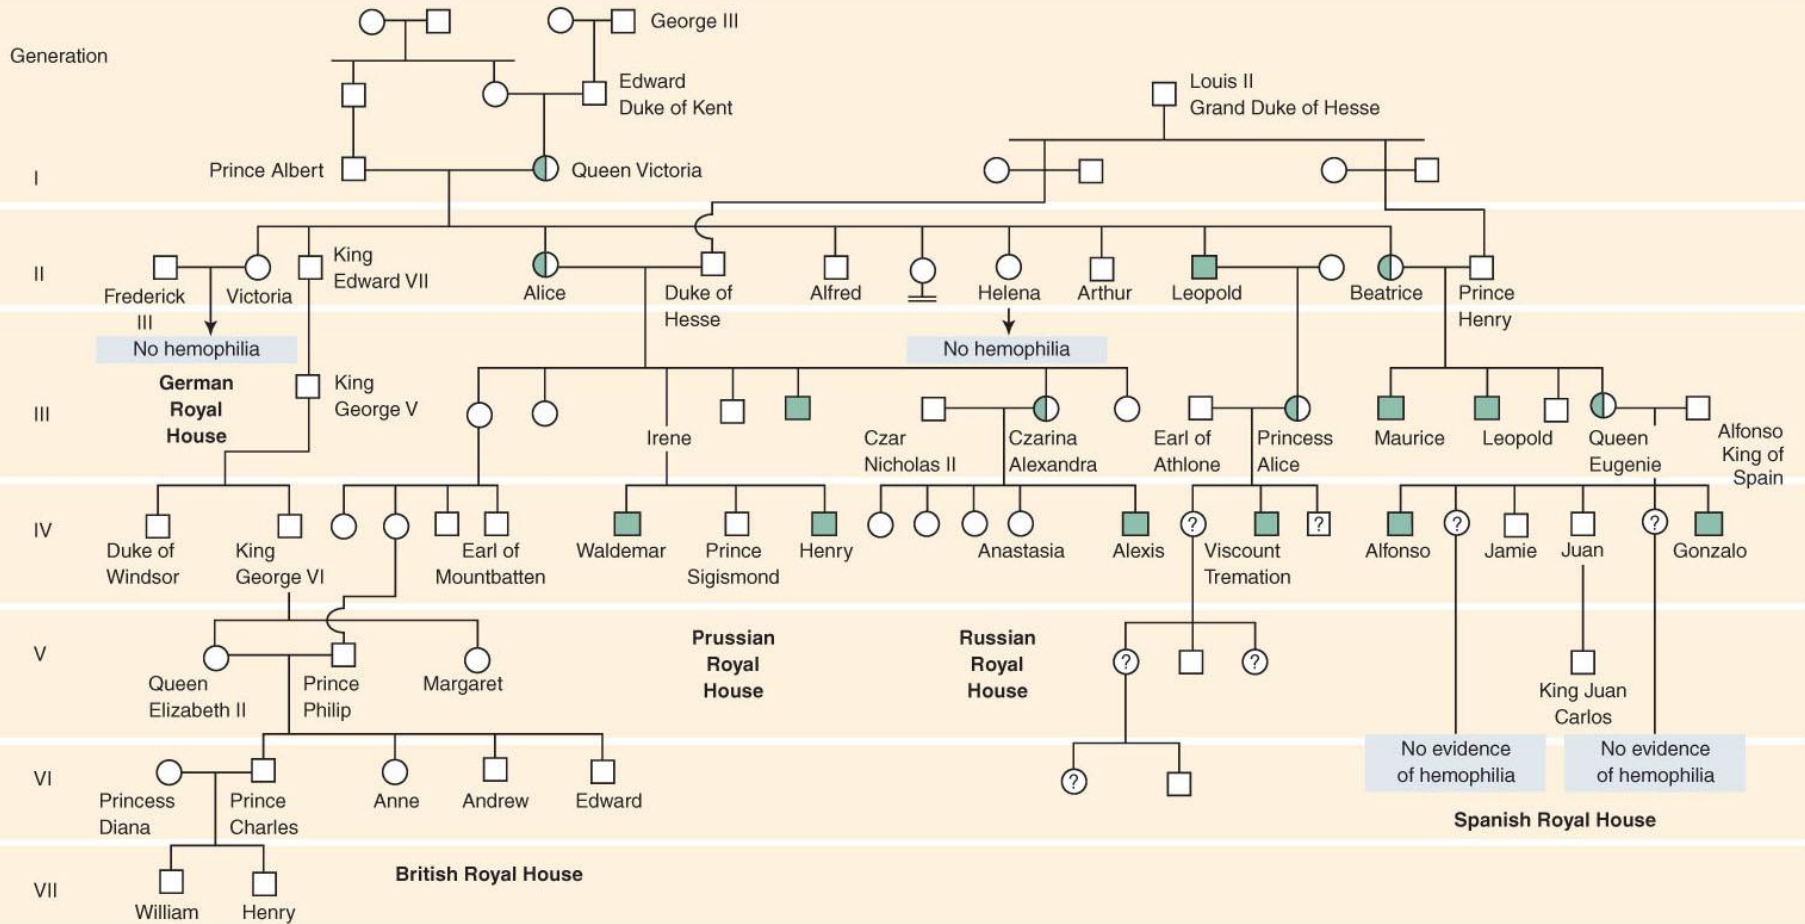 George III
Generation
Edward
Duke of Kent
Louis II
Grand Duke of Hesse
Prince Albert
Queen Victoria
I
II
King
Edward VII
Frederick
III
Victoria
Alice
Duke of
Hesse
Alfred
Helena
Arthur
Leopold
Beatrice
Prince
Henry
No hemophilia
No hemophilia
German
Royal
House
King
George V
III
Irene
Czar
Nicholas II
Czarina
Alexandra
Earl of
Athlone
Princess
Alice
Maurice
Leopold
Queen
Eugenie
Alfonso
King of
Spain
IV
?
?
?
?
Duke of
Windsor
King
George VI
Earl of
Mountbatten
Waldemar
Prince
Sigismond
Henry
Anastasia
Alexis
Viscount
Tremation
Alfonso
Jamie
Juan
Gonzalo
V
Prussian
Royal
House
Russian
Royal
House
?
?
Queen
Elizabeth II
Prince
Philip
Margaret
King Juan
Carlos
No evidence
of hemophilia
No evidence
of hemophilia
VI
?
Princess
Diana
Prince
Charles
Anne
Andrew
Edward
Spanish Royal House
British Royal House
VII
William
Henry